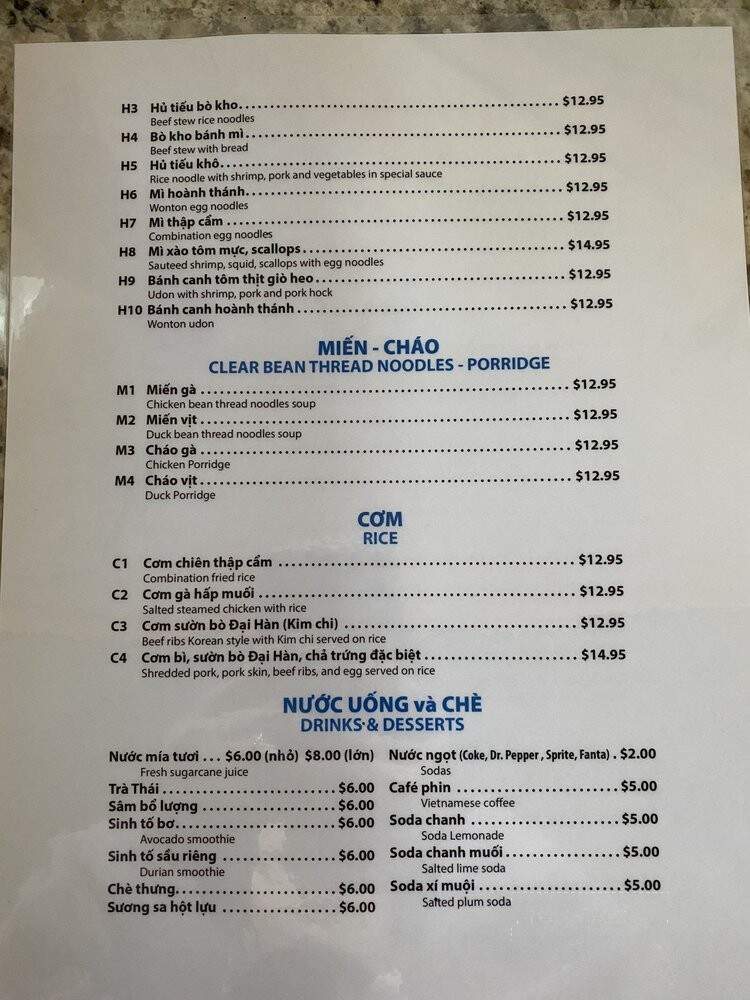 H3 Hủ tiếu bò kho........ $12.95
Beef stew rice noodles
H4 Bò kho bánh mì........ $12.95
Beef stew with bread
H5 Hủ tiếu khô........ $12.95
Rice noodle with shrimp, pork and vegetables in special sauce
H6 Mì hoành thánh........ $12.95
Wonton egg noodles
H7 Mì thập cẩm........ $12.95
Combination egg noodles
H8 Mì xào tôm mực, scallops........ $14.95
Sauteed shrimp, squid, scallops with egg noodles
H9 Bánh canh tôm thịt giò heo........ $12.95
Udon with shrimp, pork and pork hock
H10 Bánh canh hoành thánh........ $12.95
Wonton udon
MIẾN - CHÁO
CLEAR BEAN THREAD NOODLES - PORRIDGE
M1 Miến gà........ $12.95
Chicken bean thread noodles soup
M2 Miến vịt........ $12.95
Duck bean thread noodles soup
M3 Cháo gà........ $12.95
Chicken Porridge
M4 Cháo vịt........ $12.95
Duck Porridge
CƠM
RICE
C1 Cơm chiên thập cẩm........ $12.95
Combination fried rice
C2 Cơm gà hấp muối........ $12.95
Salted steamed chicken with rice
C3 Cơm sườn bò Đại Hàn (Kim chi)........ $12.95
Beef ribs Korean style with Kim chi served on rice
C4 Cơm bì, sườn bò Đại Hàn, chả trứng đặc biệt........ $14.95
Shredded pork, pork skin, beef ribs, and egg served on rice
NƯỚC UỐNG và CHÈ
DRINKS & DESSERTS
Nước mía tươi ... $6.00 (nhỏ) $8.00 (lớn)
Fresh sugarcane juice
Trà Thái........ $6.00
Sâm bổ lượng........ $6.00
Sinh tố bơ........ $6.00
Avocado smoothie
Sinh tố sầu riêng........ $6.00
Durian smoothie
Chè thưng........ $6.00
Sương sa hột lựu........ $6.00
Nước ngọt (Coke, Dr. Pepper , Sprite, Fanta) . $2.00
Sodas
Café phin........ $5.00
Vietnamese coffee
Soda chanh........ $5.00
Soda Lemonade
Soda chanh muối........ $5.00
Salted lime soda
Soda xí muội........ $5.00
Salted plum soda